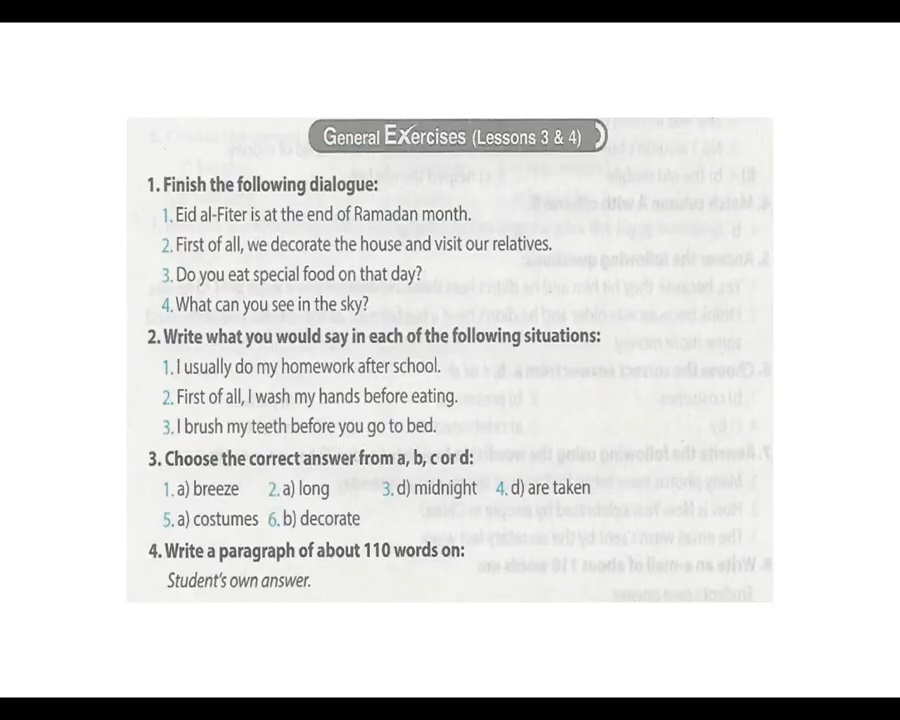 General EXercises (Lessons 3 & 4)
1. Finish the following dialogue:
1. Eid al-Fiter is at the end of Ramadan month.
2. First of all, we decorate the house and visit our relatives.
3. Do you eat special food on that day?
4. What can you see in the sky?
2. Write what you would say in each of the following situations:
1. I usually do my homework after school.
2. First of all, I wash my hands before eating.
3. I brush my teeth before you go to bed.
3. Choose the correct answer from a, b, c or d:
1. a) breeze 2. a) long 3. d) midnight 4. d) are taken
5. a) costumes 6. b) decorate
4. Write a paragraph of about 110 words on:
Student's own answer.